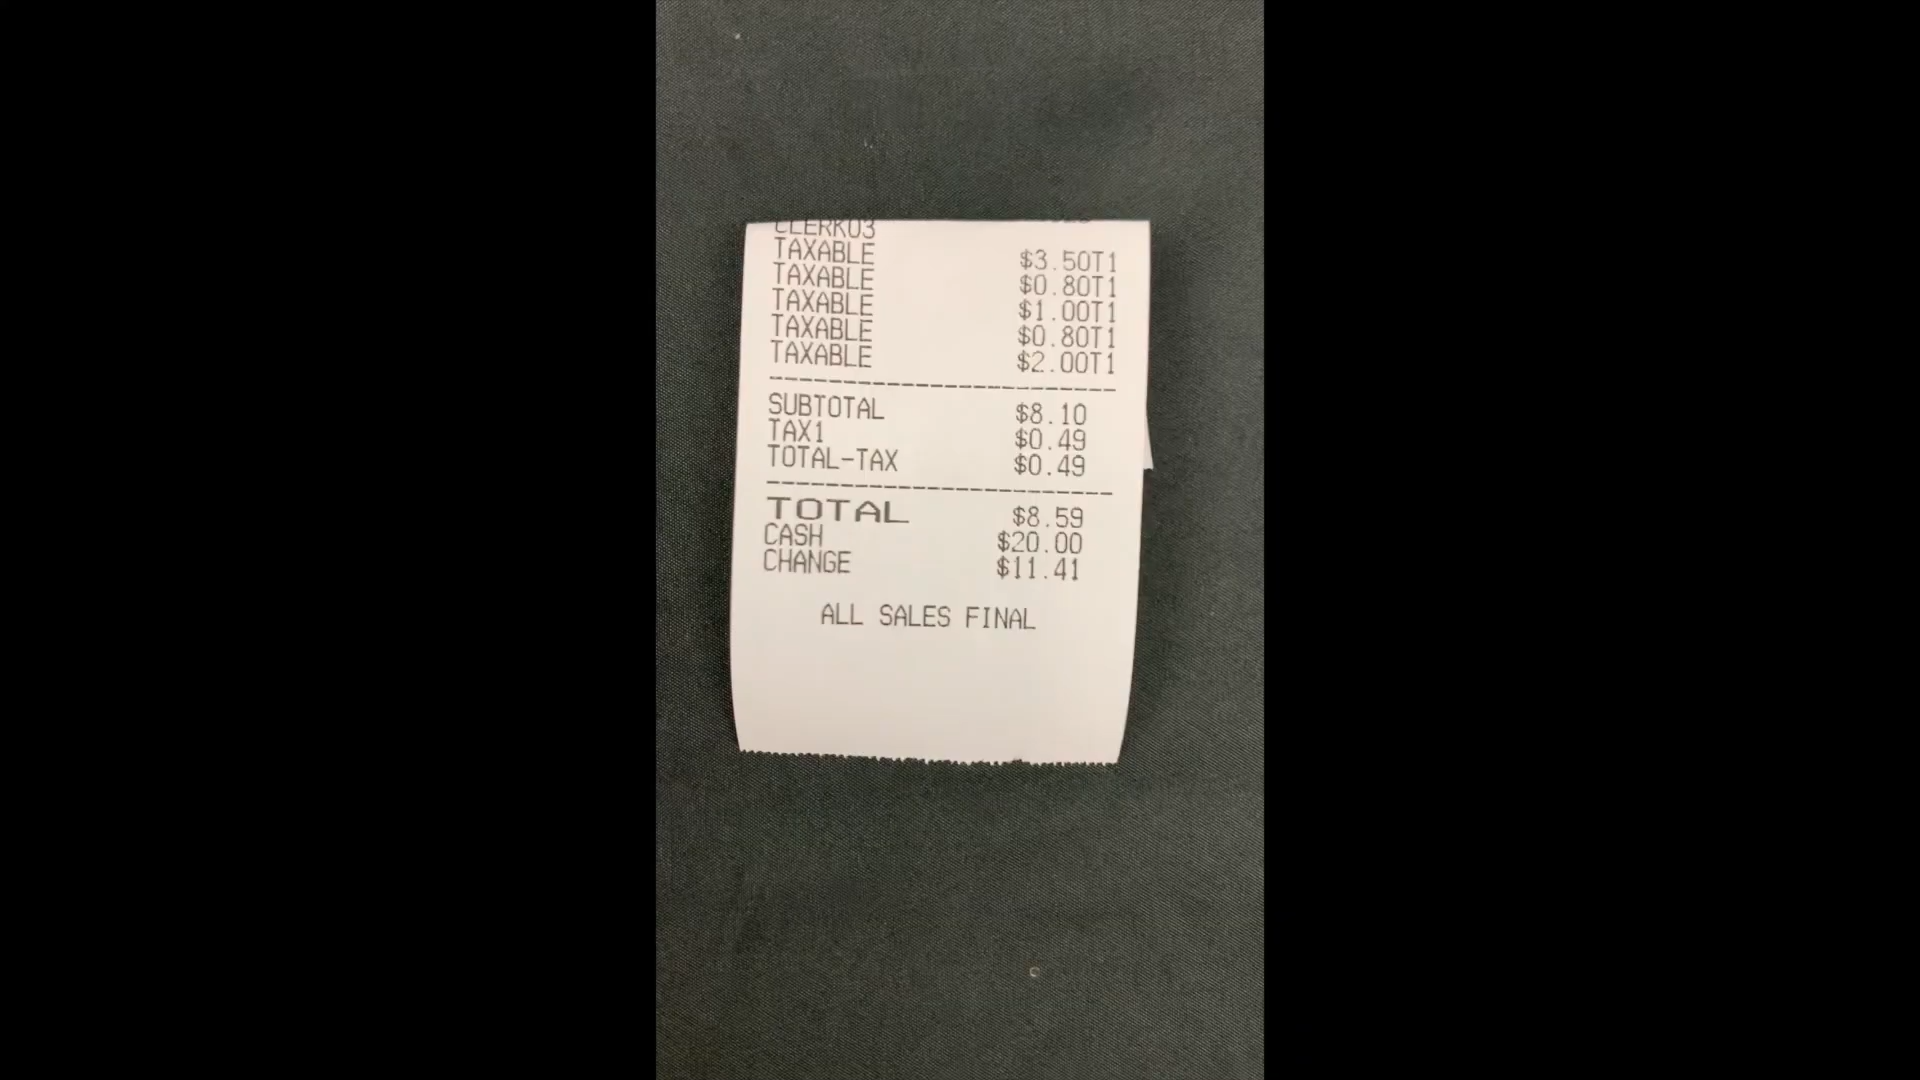 CLERK03
TAXABLE $3.50T1
TAXABLE $0.80T1
TAXABLE $1.00T1
TAXABLE $0.80T1
TAXABLE $2.00T1
SUBTOTAL $8.10
TAX1 $0.49
TOTAL-TAX $0.49
TOTAL $8.59
CASH $20.00
CHANGE $11.41
ALL SALES FINAL